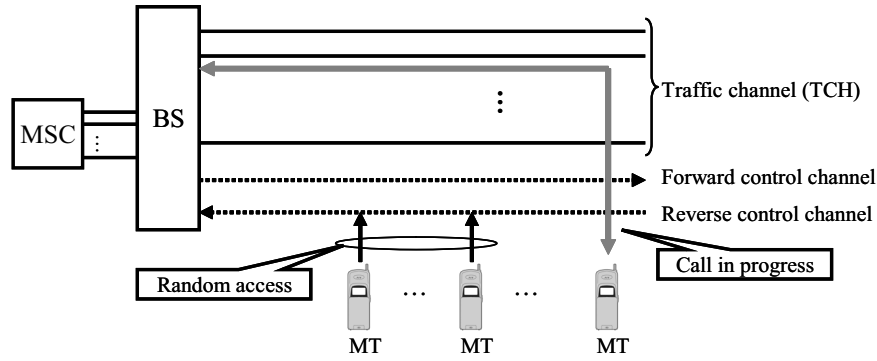 MSC
BS
Traffic channel (TCH)
Forward control channel
Reverse control channel
Random access
Call in progress
MT
MT
MT